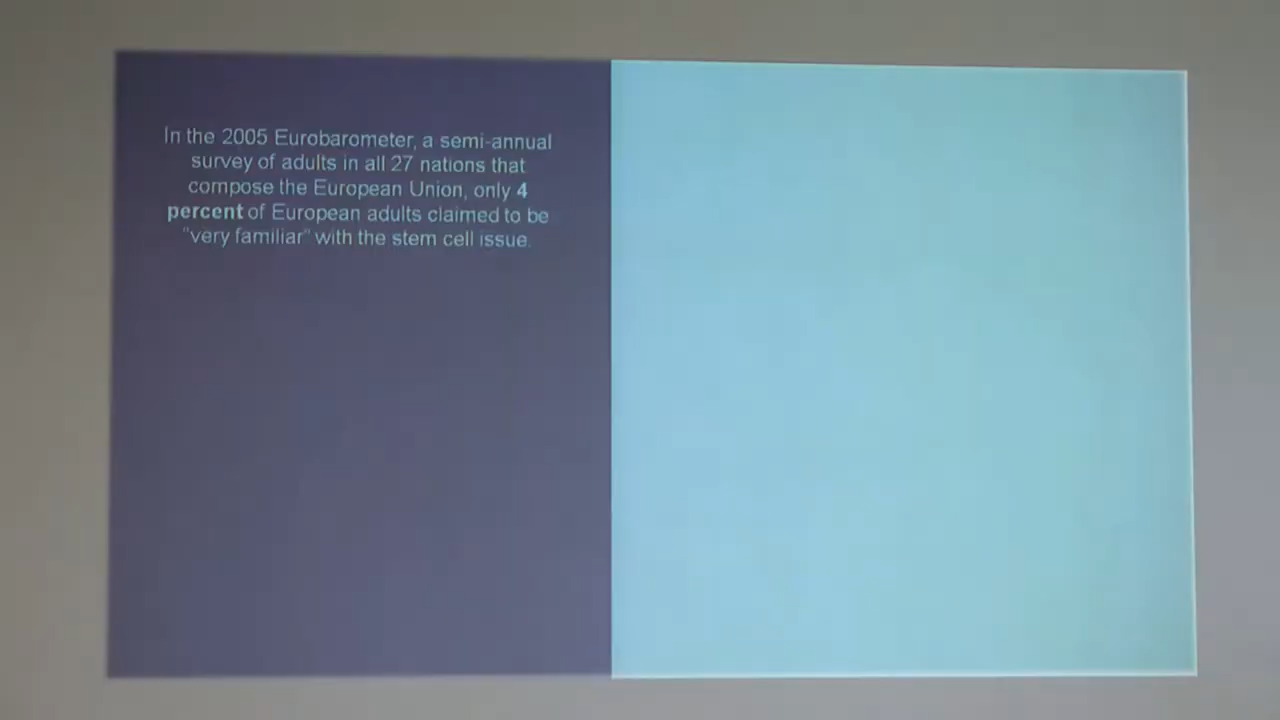 In the 2005 Eurobarometer, a semi-annual
survey of adults in all 27 nations that
compose the European Union, only 4
percent of European adults claimed to be
"very familiar" with the stem cell issue.